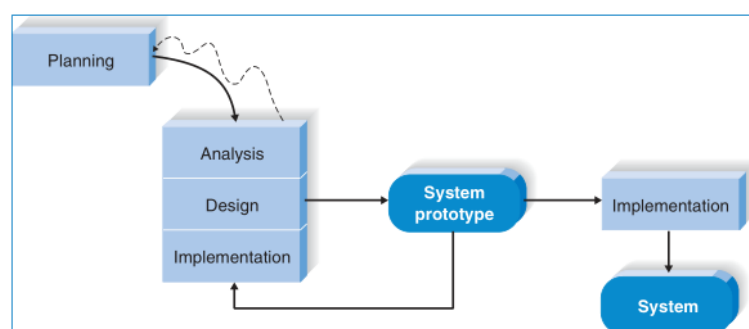 Planning
Analysis
Design
Implementation
System
prototype
Implementation
System